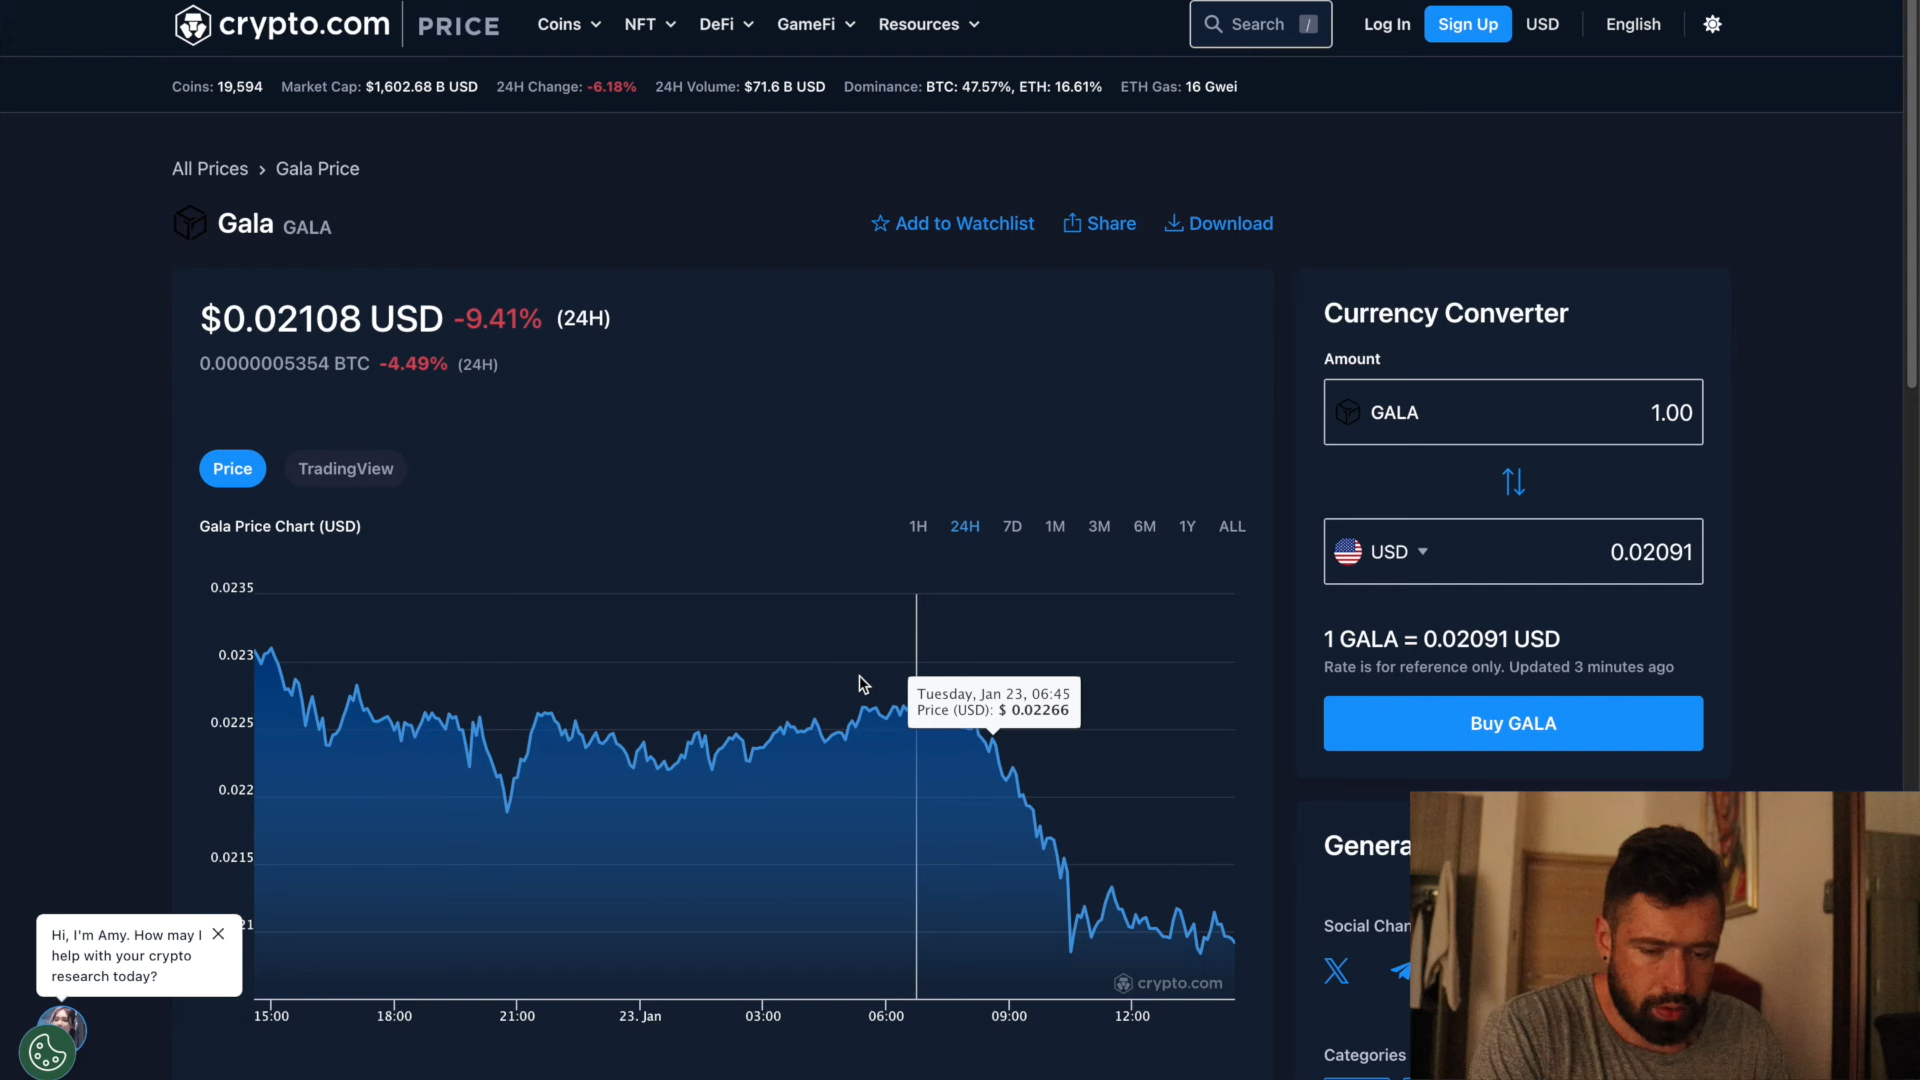 crypto.com PRICE Coins NFT DeFi GameFi Resources Search / Log In Sign Up USD English
Coins: 19,594 Market Cap: $1,602.68 B USD 24H Change: -6.18% 24H Volume: $71.6 B USD Dominance: BTC: 47.57%, ETH: 16.61% ETH Gas: 16 Gwei
All Prices > Gala Price
Gala GALA
Add to Watchlist Share Download
$0.02108 USD -9.41% (24H)
0.0000005354 BTC -4.49% (24H)
Price TradingView
Gala Price Chart (USD) 1H 24H 7D 1M 3M 6M 1Y ALL
0.0235
0.023
0.0225
0.022
0.0215
21
Tuesday, Jan 23, 06:45
Price (USD): $ 0.02266
crypto.com
15:00 18:00 21:00 23. Jan 03:00 06:00 09:00 12:00
Currency Converter
Amount
GALA 1.00
USD 0.02091
1 GALA = 0.02091 USD
Rate is for reference only. Updated 3 minutes ago
Buy GALA
Genera
Social Chan
Categories
Hi, I'm Amy. How may I
help with your crypto
research today?